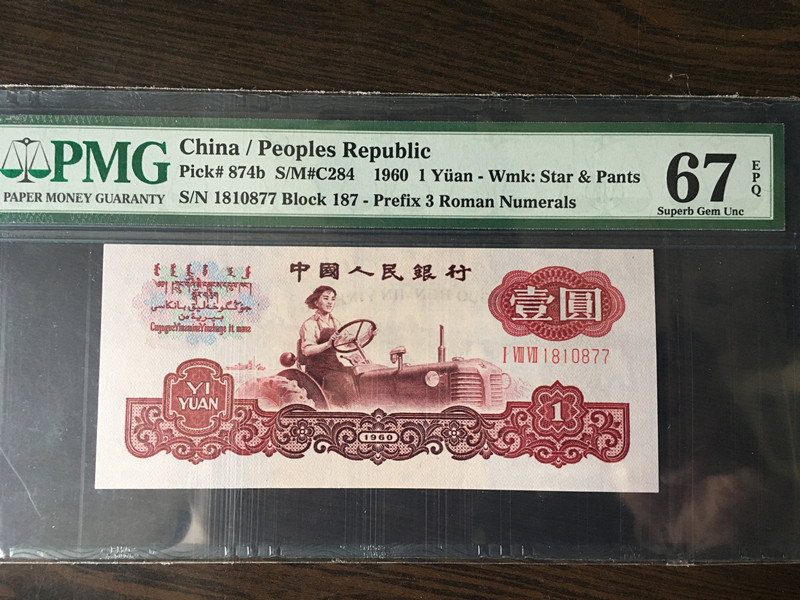 PMG
PAPER MONEY GUARANTY
China / Peoples Republic
Pick# 874b S/M#C284 1960 1 Yüan - Wmk: Star & Pants
S/N 1810877 Block 187 - Prefix 3 Roman Numerals
67
EPQ
Superb Gem Unc
中國人民銀行
壹圓
I VIII VII 1810877
YI
YUAN
1960
1